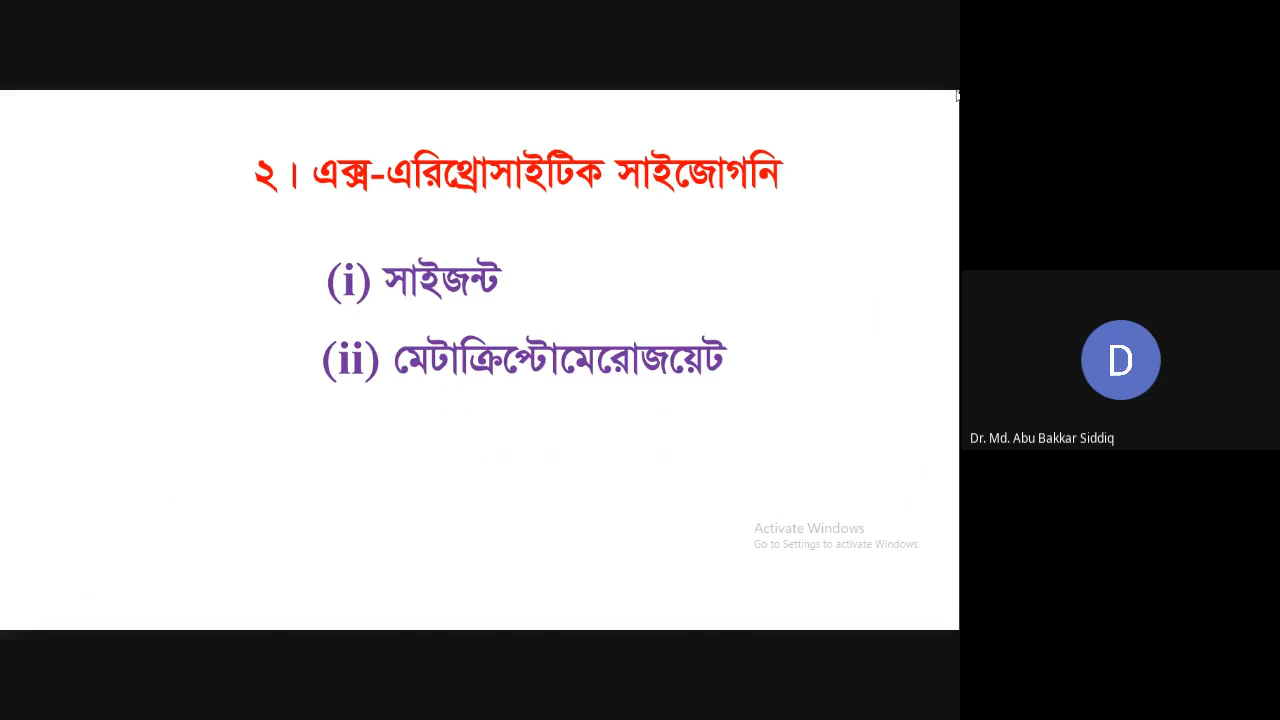 ২। এক্স-এরিথ্রোসাইটিক সাইজোগনি
(i) সাইজন্ট
(ii) মেটাক্রিপ্টোমেরোজয়েট
D
Dr. Md. Abu Bakkar Siddiq
Activate Windows
Go to Settings to activate Windows.